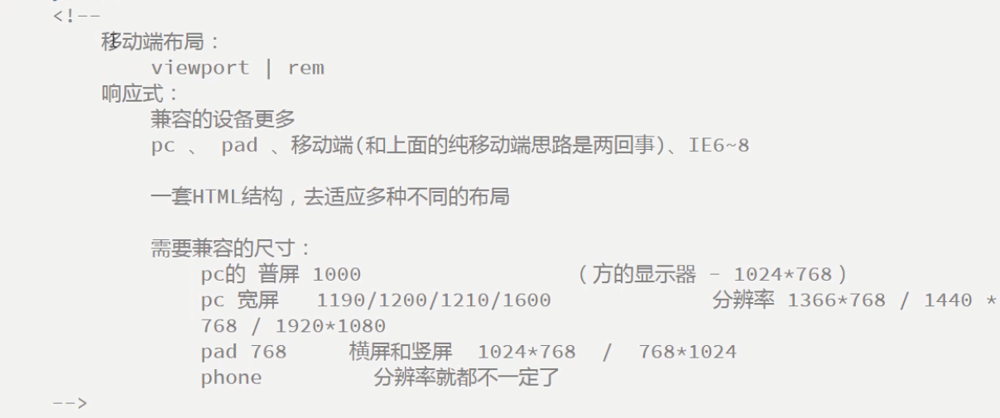 <!--
移动端布局：
viewport | rem
响应式：
兼容的设备更多
pc 、 pad 、移动端(和上面的纯移动端思路是两回事)、IE6~8
一套HTML结构，去适应多种不同的布局
需要兼容的尺寸：
pc的 普屏 1000 （方的显示器 - 1024*768）
pc 宽屏 1190/1200/1210/1600 分辨率 1366*768 / 1440 *
768 / 1920*1080
pad 768 横屏和竖屏 1024*768 / 768*1024
phone 分辨率就都不一定了
-->